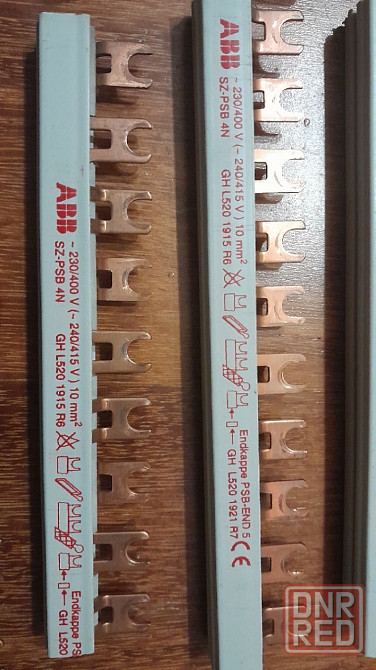 ABB
~ 230/400 V (~ 240/415 V) 10 mm²
SZ-PSB 4N
GH L520 1915 R6
Endkappe PS
GH L520
ABB
~ 230/400 V (~ 240/415 V) 10 mm²
SZ-PSB 4N
GH L520 1915 R6
Endkappe PSB-END 5
GH L520 1921 R7
CE
DNR
RED